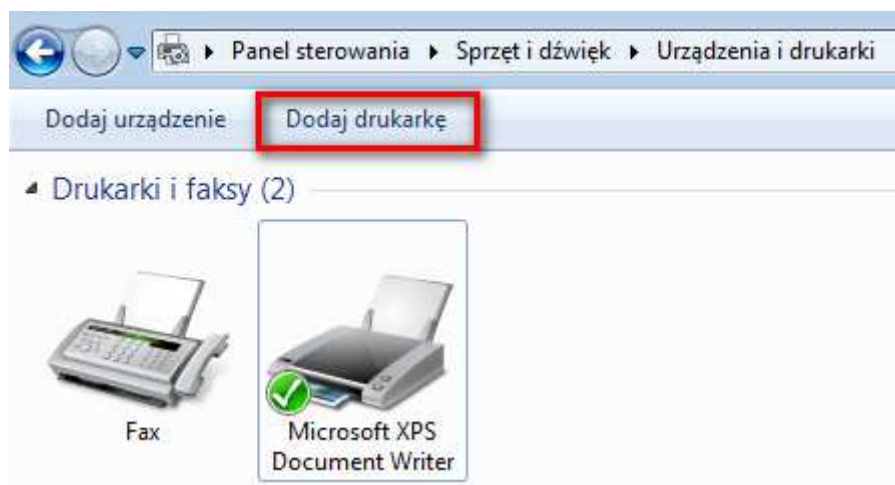 Panel sterowania ▸ Sprzęt i dźwięk ▸ Urządzenia i drukarki
Dodaj urządzenie Dodaj drukarkę
Drukarki i faksy (2)
Fax
Microsoft XPS
Document Writer